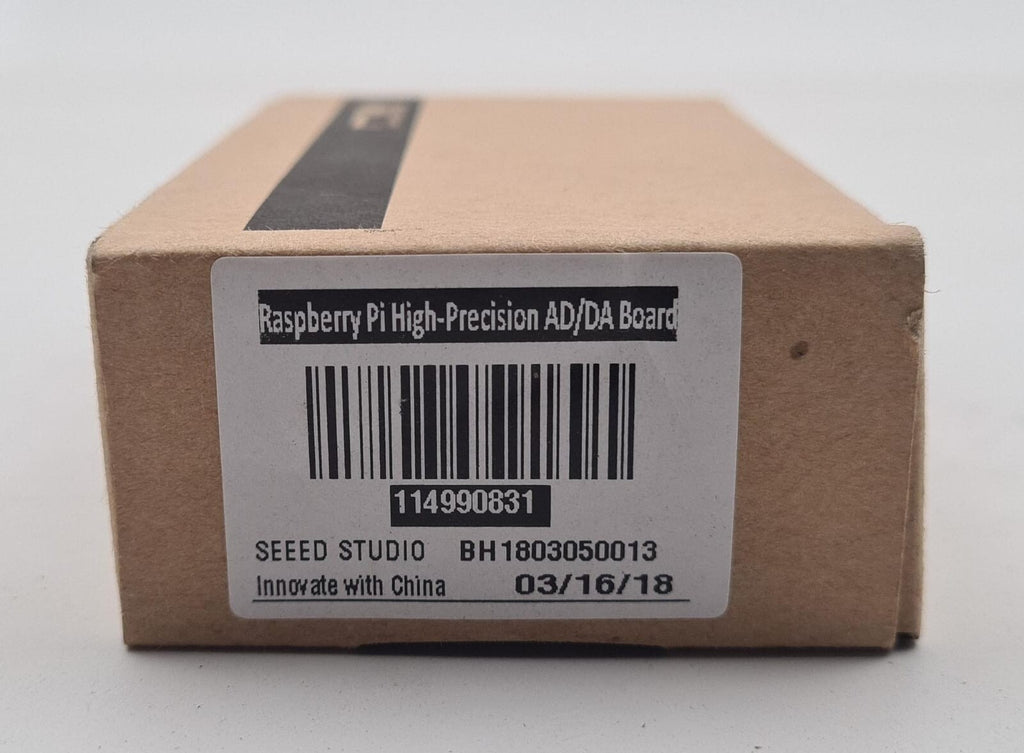 Raspberry Pi High-Precision AD/DA Board
114990831
SEEED STUDIO BH1803050013
Innovate with China 03/16/18